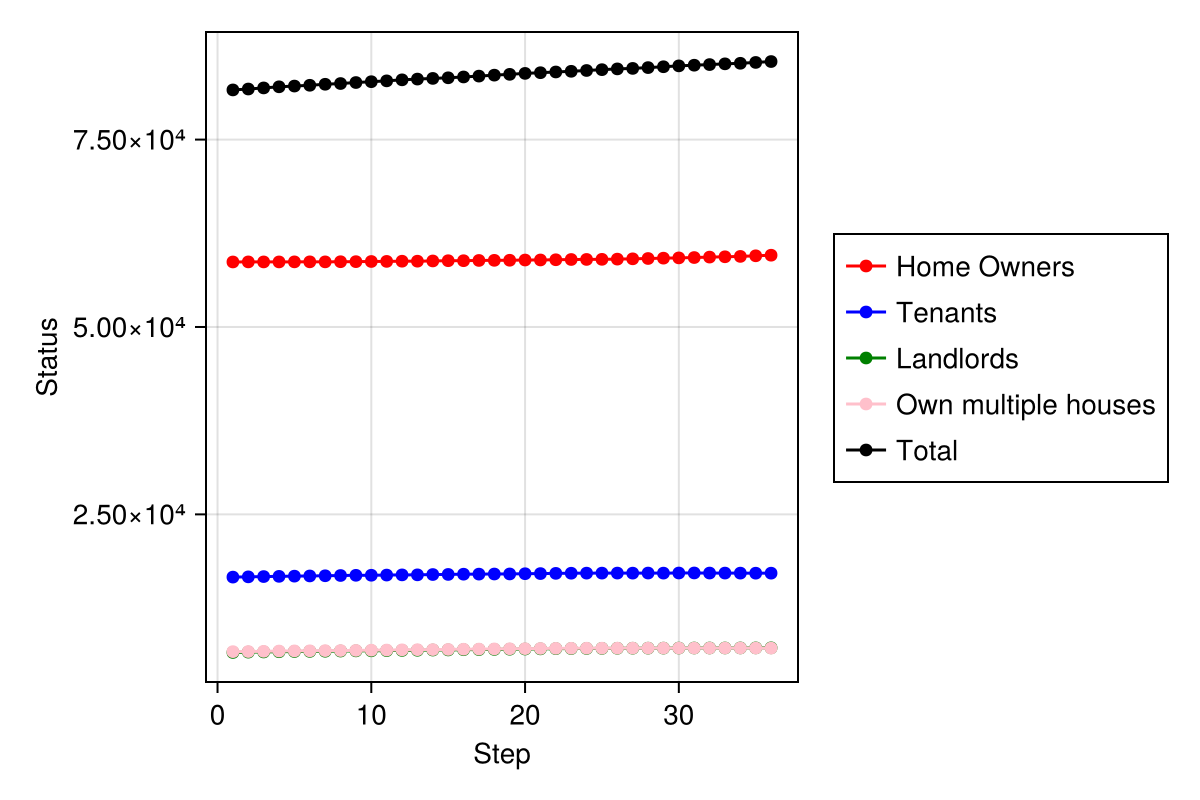 7.50×10⁴
5.00×10⁴
2.50×10⁴
Status
0 10 20 30
Step
Home Owners
Tenants
Landlords
Own multiple houses
Total